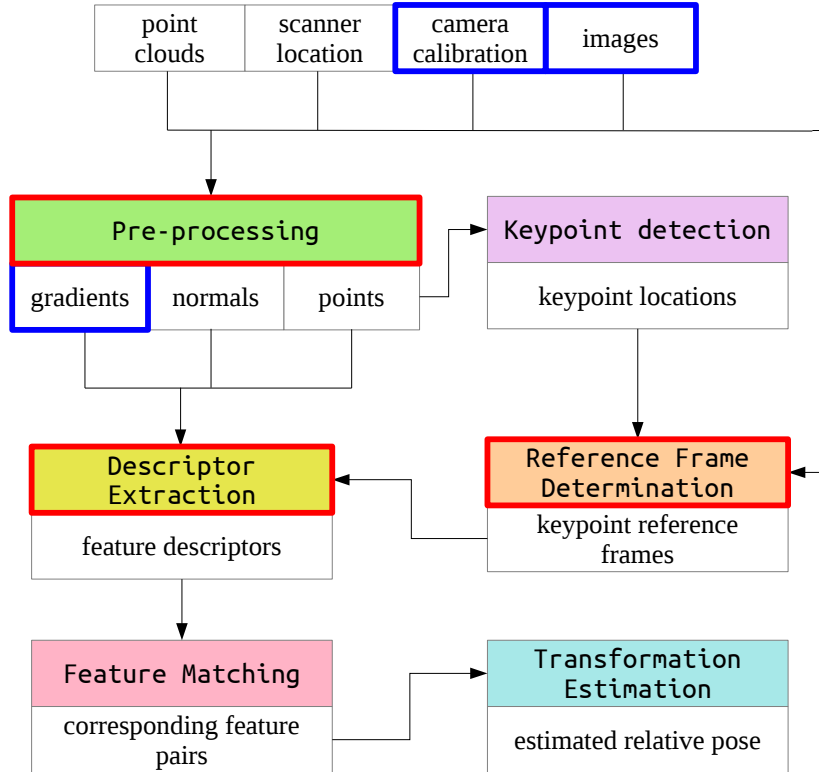 point
clouds
scanner
location
camera
calibration
images
Pre-processing
gradients
normals
points
Keypoint detection
keypoint locations
Descriptor
Extraction
feature descriptors
Reference Frame
Determination
keypoint reference
frames
Feature Matching
corresponding feature
pairs
Transformation
Estimation
estimated relative pose